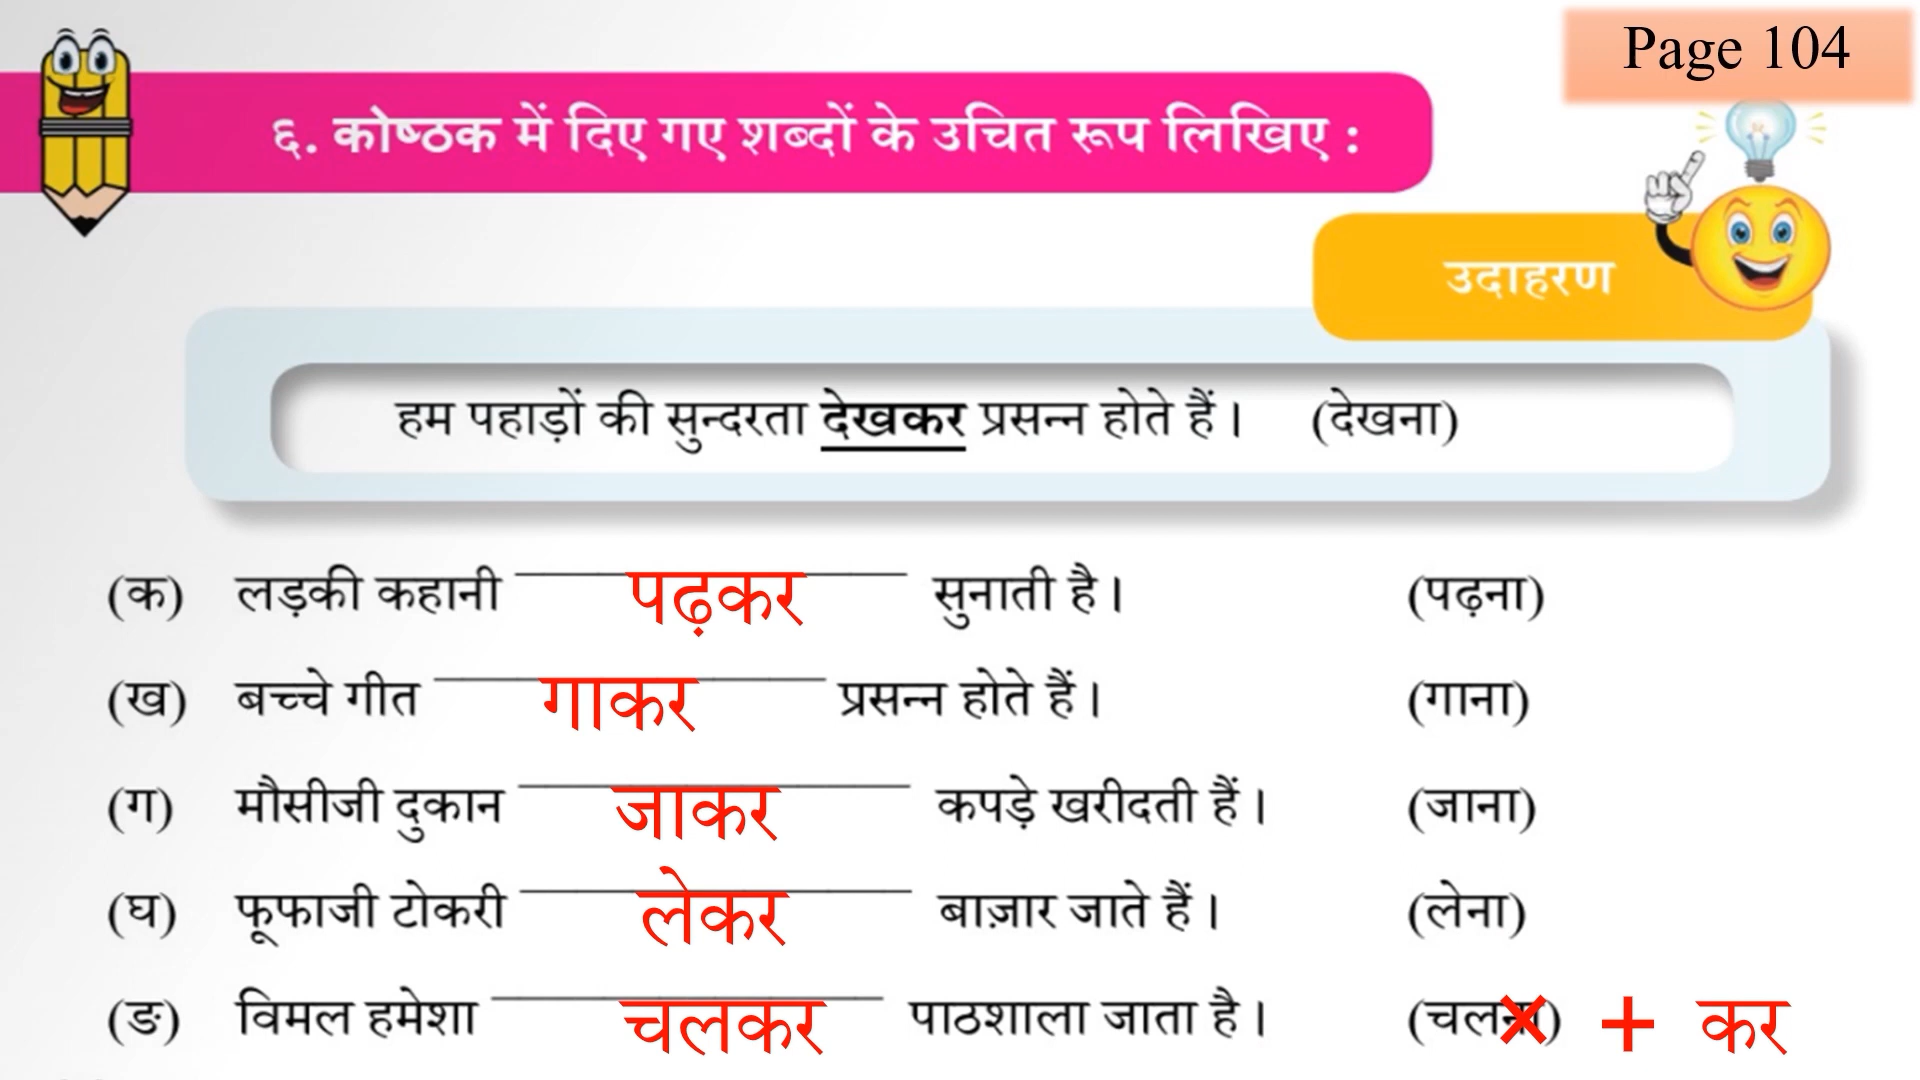 Page 104
६. कोष्ठक में दिए गए शब्दों के उचित रूप लिखिए :
उदाहरण
हम पहाड़ों की सुन्दरता देखकर प्रसन्न होते हैं। (देखना)
(क) लड़की कहानी पढ़कर सुनाती है। (पढ़ना)
(ख) बच्चे गीत गाकर प्रसन्न होते हैं। (गाना)
(ग) मौसीजी दुकान जाकर कपड़े खरीदती हैं। (जाना)
(घ) फूफाजी टोकरी लेकर बाज़ार जाते हैं। (लेना)
(ङ) विमल हमेशा चलकर पाठशाला जाता है। (चलना) + कर